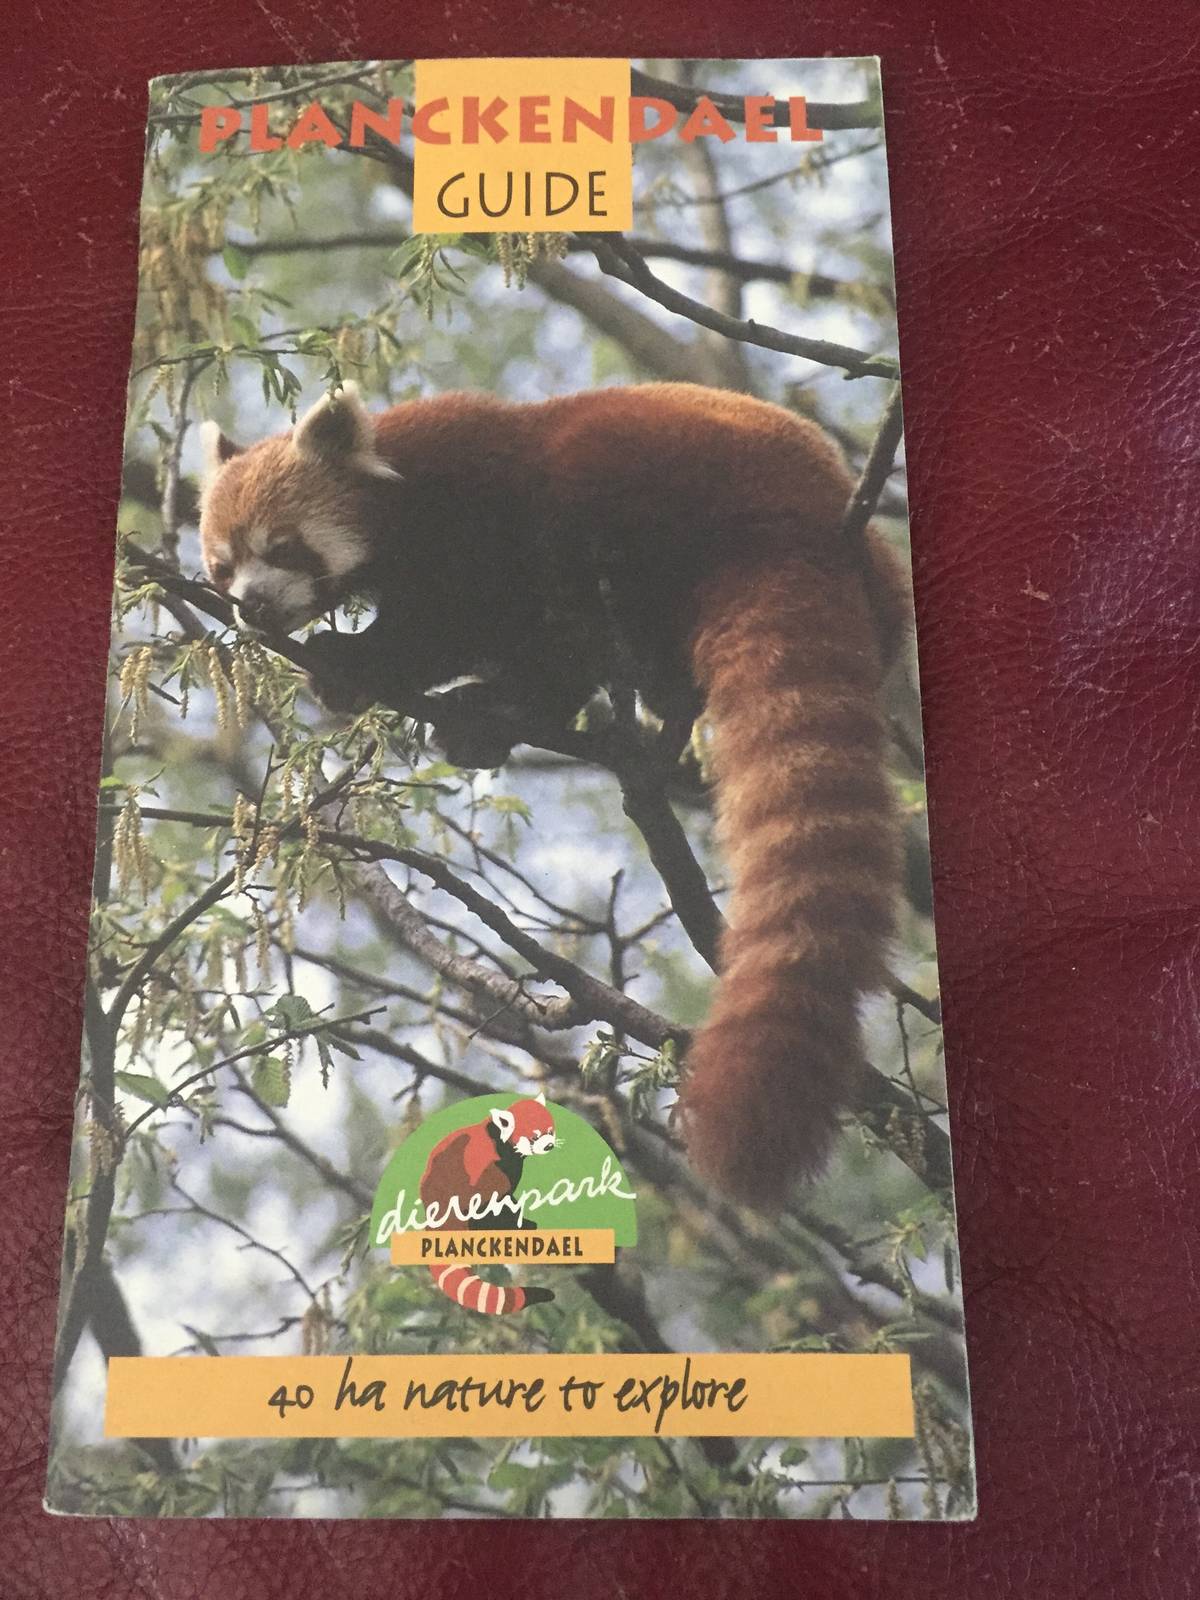 PLANCKENDAEL
GUIDE
dierenpark
PLANCKENDAEL
40 ha nature to explore